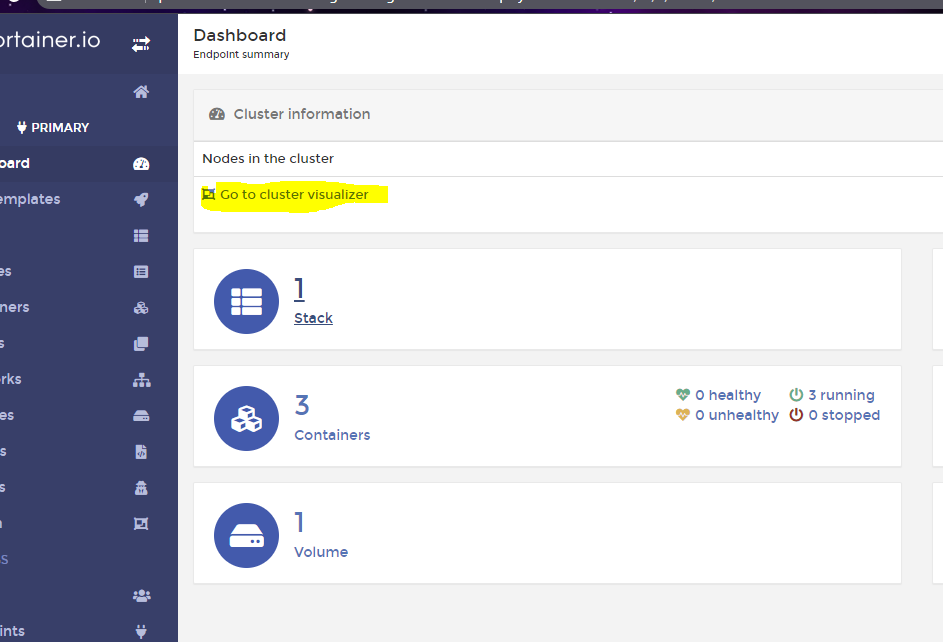 ortainer.io
Dashboard
Endpoint summary
PRIMARY
oard
emplates
es
ners
s
rks
es
s
s
n
S
ints
Cluster information
Nodes in the cluster
Go to cluster visualizer
1
Stack
3
Containers
0 healthy
3 running
0 unhealthy
0 stopped
1
Volume